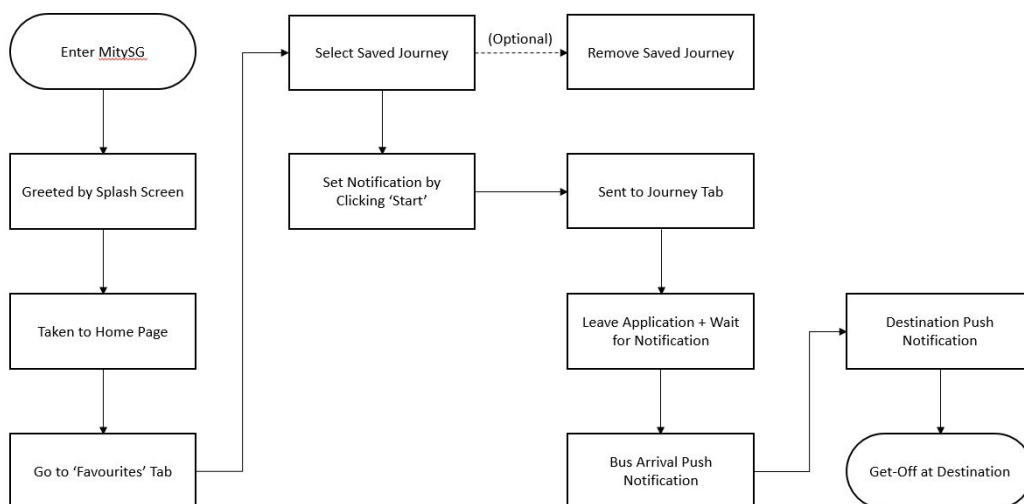 Enter MitySG
Greeted by Splash Screen
Taken to Home Page
Go to ‘Favourites’ Tab
Select Saved Journey
(Optional)
Remove Saved Journey
Set Notification by
Clicking ‘Start’
Sent to Journey Tab
Leave Application + Wait
for Notification
Bus Arrival Push
Notification
Destination Push
Notification
Get-Off at Destination